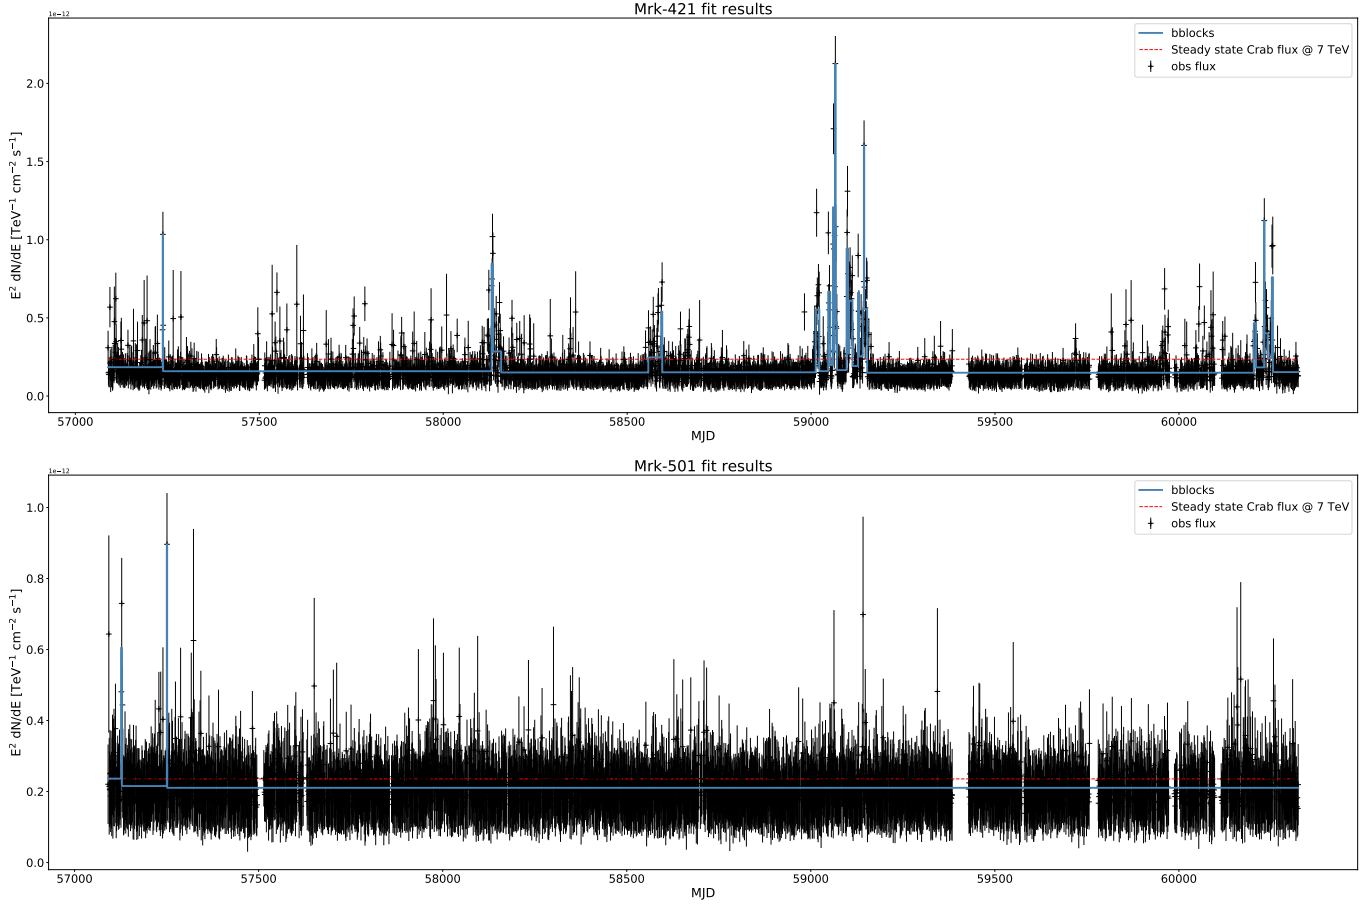 Mrk-421 fit results
1e−12
bblocks
Steady state Crab flux @ 7 TeV
obs flux
E² dN/dE [TeV⁻¹ cm⁻² s⁻¹]
2.0
1.5
1.0
0.5
0.0
57000 57500 58000 58500 59000 59500 60000
MJD
Mrk-501 fit results
1e−12
bblocks
Steady state Crab flux @ 7 TeV
obs flux
E² dN/dE [TeV⁻¹ cm⁻² s⁻¹]
1.0
0.8
0.6
0.4
0.2
0.0
57000 57500 58000 58500 59000 59500 60000
MJD